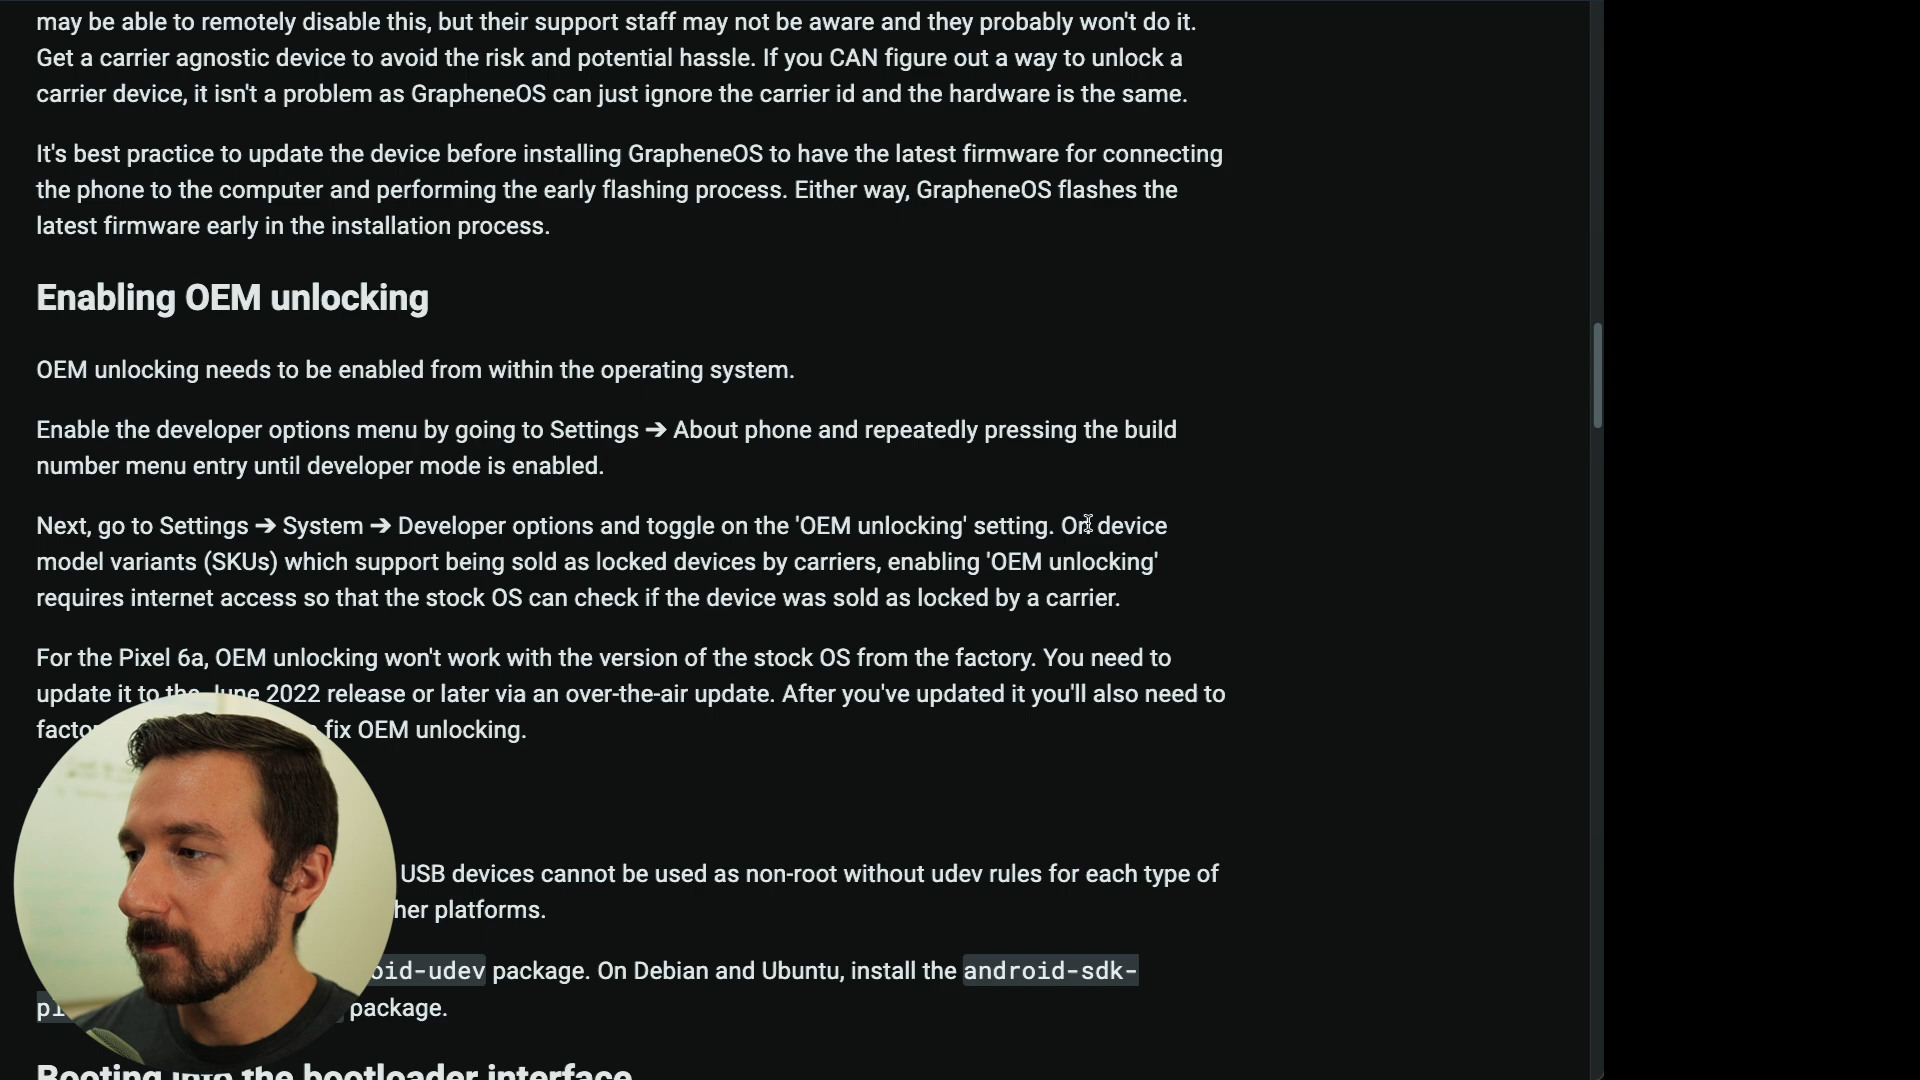 may be able to remotely disable this, but their support staff may not be aware and they probably won't do it.
Get a carrier agnostic device to avoid the risk and potential hassle. If you CAN figure out a way to unlock a
carrier device, it isn't a problem as GrapheneOS can just ignore the carrier id and the hardware is the same.
It's best practice to update the device before installing GrapheneOS to have the latest firmware for connecting
the phone to the computer and performing the early flashing process. Either way, GrapheneOS flashes the
latest firmware early in the installation process.
Enabling OEM unlocking
OEM unlocking needs to be enabled from within the operating system.
Enable the developer options menu by going to Settings ➔ About phone and repeatedly pressing the build
number menu entry until developer mode is enabled.
Next, go to Settings ➔ System ➔ Developer options and toggle on the 'OEM unlocking' setting. On device
model variants (SKUs) which support being sold as locked devices by carriers, enabling 'OEM unlocking'
requires internet access so that the stock OS can check if the device was sold as locked by a carrier.
For the Pixel 6a, OEM unlocking won't work with the version of the stock OS from the factory. You need to
update it to the June 2022 release or later via an over-the-air update. After you've updated it you'll also need to
fix OEM unlocking.
USB devices cannot be used as non-root without udev rules for each type of
platforms.
package. On Debian and Ubuntu, install the android-sdk-
package.
Booting into the bootloader interface